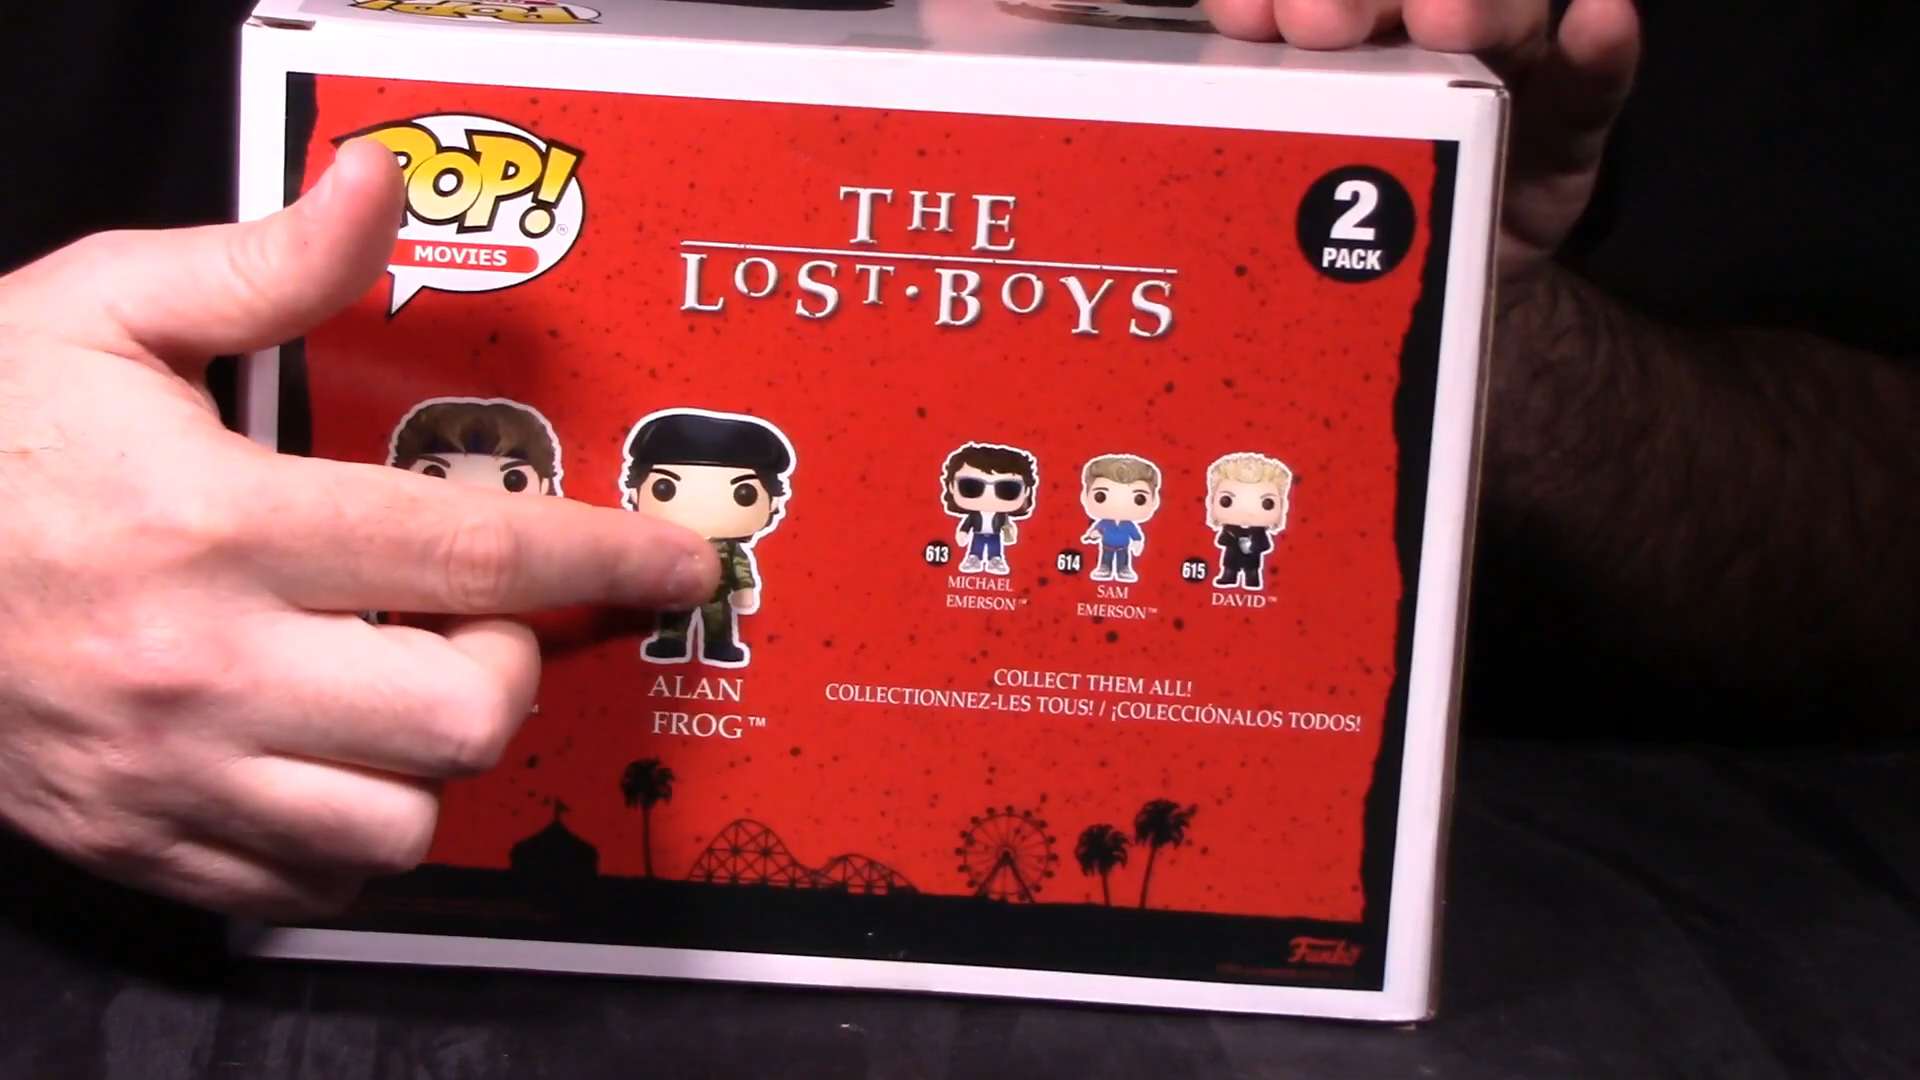 POP!
MOVIES
THE
LOST·BOYS
2
PACK
ALAN
FROG™
613
MICHAEL
EMERSON™
614
SAM
EMERSON™
615
DAVID™
COLLECT THEM ALL!
COLLECTIONNEZ-LES TOUS! / ¡COLECCIÓNALOS TODOS!
Funko